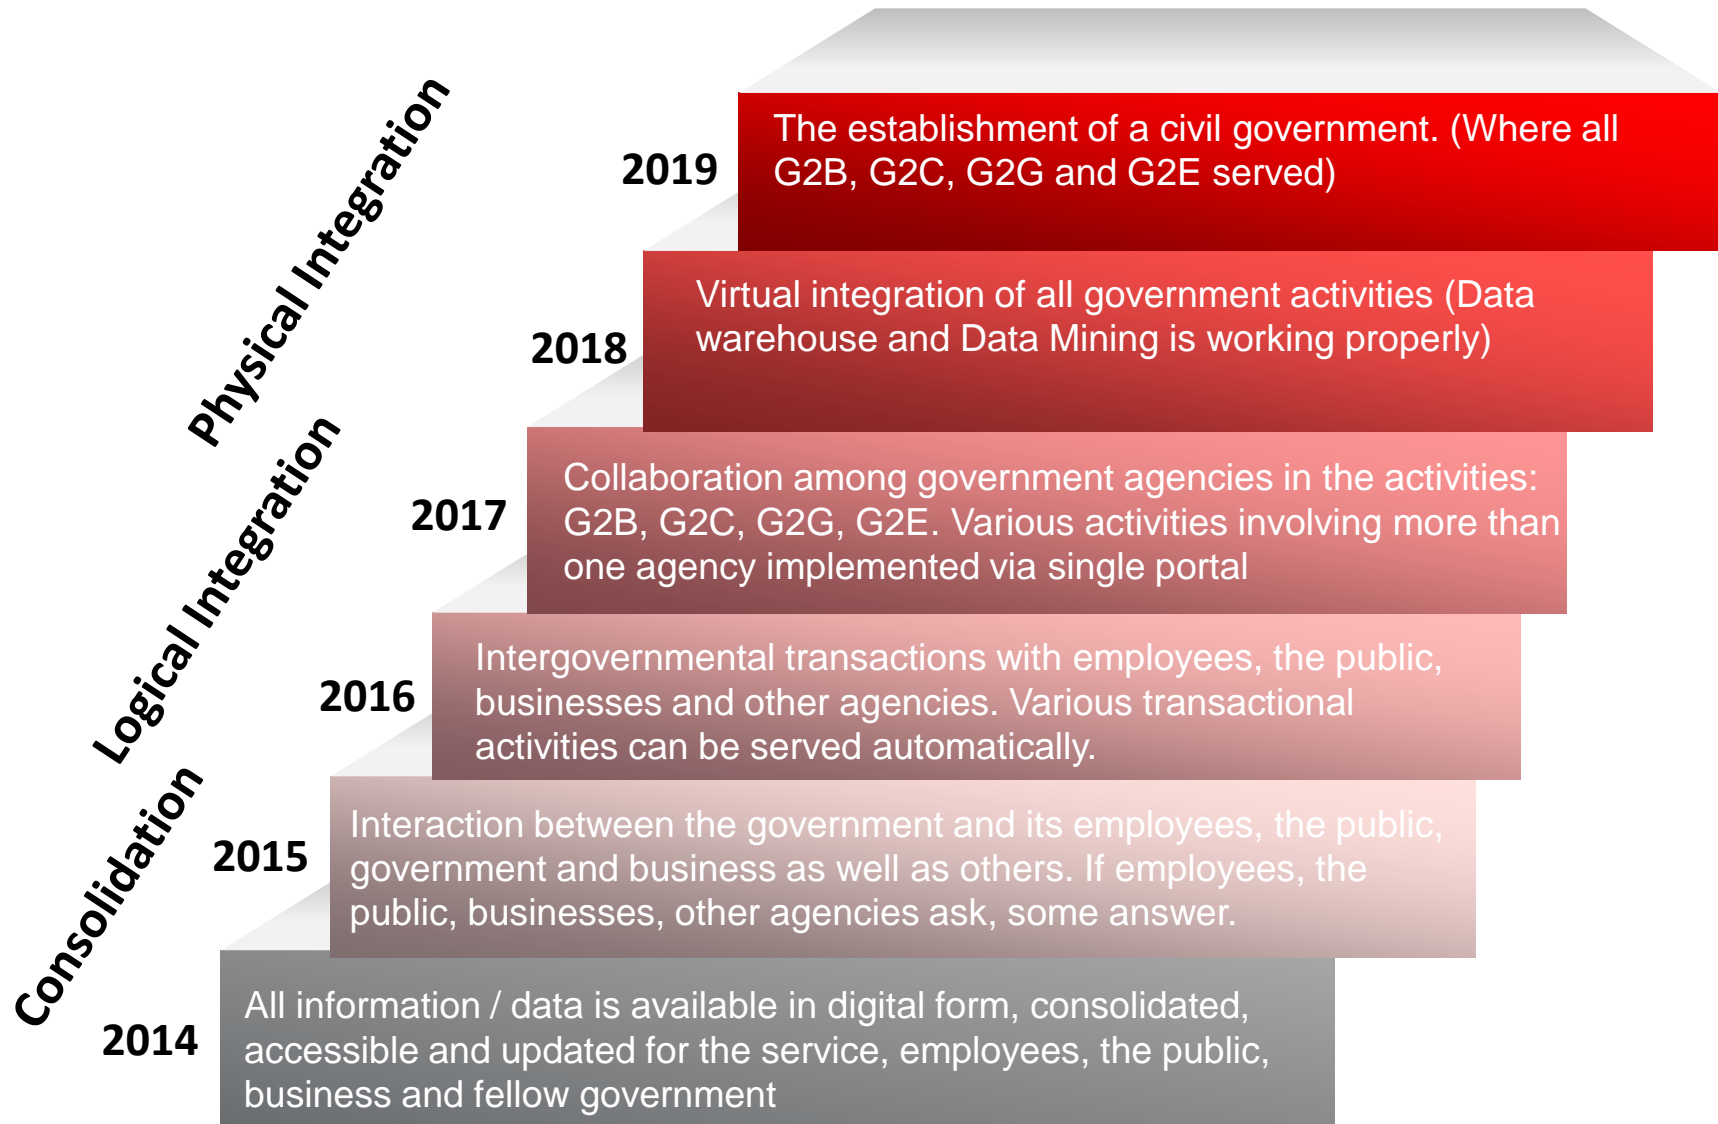 Physical Integration
2019
The establishment of a civil government. (Where all
G2B, G2C, G2G and G2E served)
2018
Virtual integration of all government activities (Data
warehouse and Data Mining is working properly)
Logical Integration
2017
Collaboration among government agencies in the activities:
G2B, G2C, G2G, G2E. Various activities involving more than
one agency implemented via single portal
2016
Intergovernmental transactions with employees, the public,
businesses and other agencies. Various transactional
activities can be served automatically.
Consolidation
2015
Interaction between the government and its employees, the public,
government and business as well as others. If employees, the
public, businesses, other agencies ask, some answer.
2014
All information / data is available in digital form, consolidated,
accessible and updated for the service, employees, the public,
business and fellow government